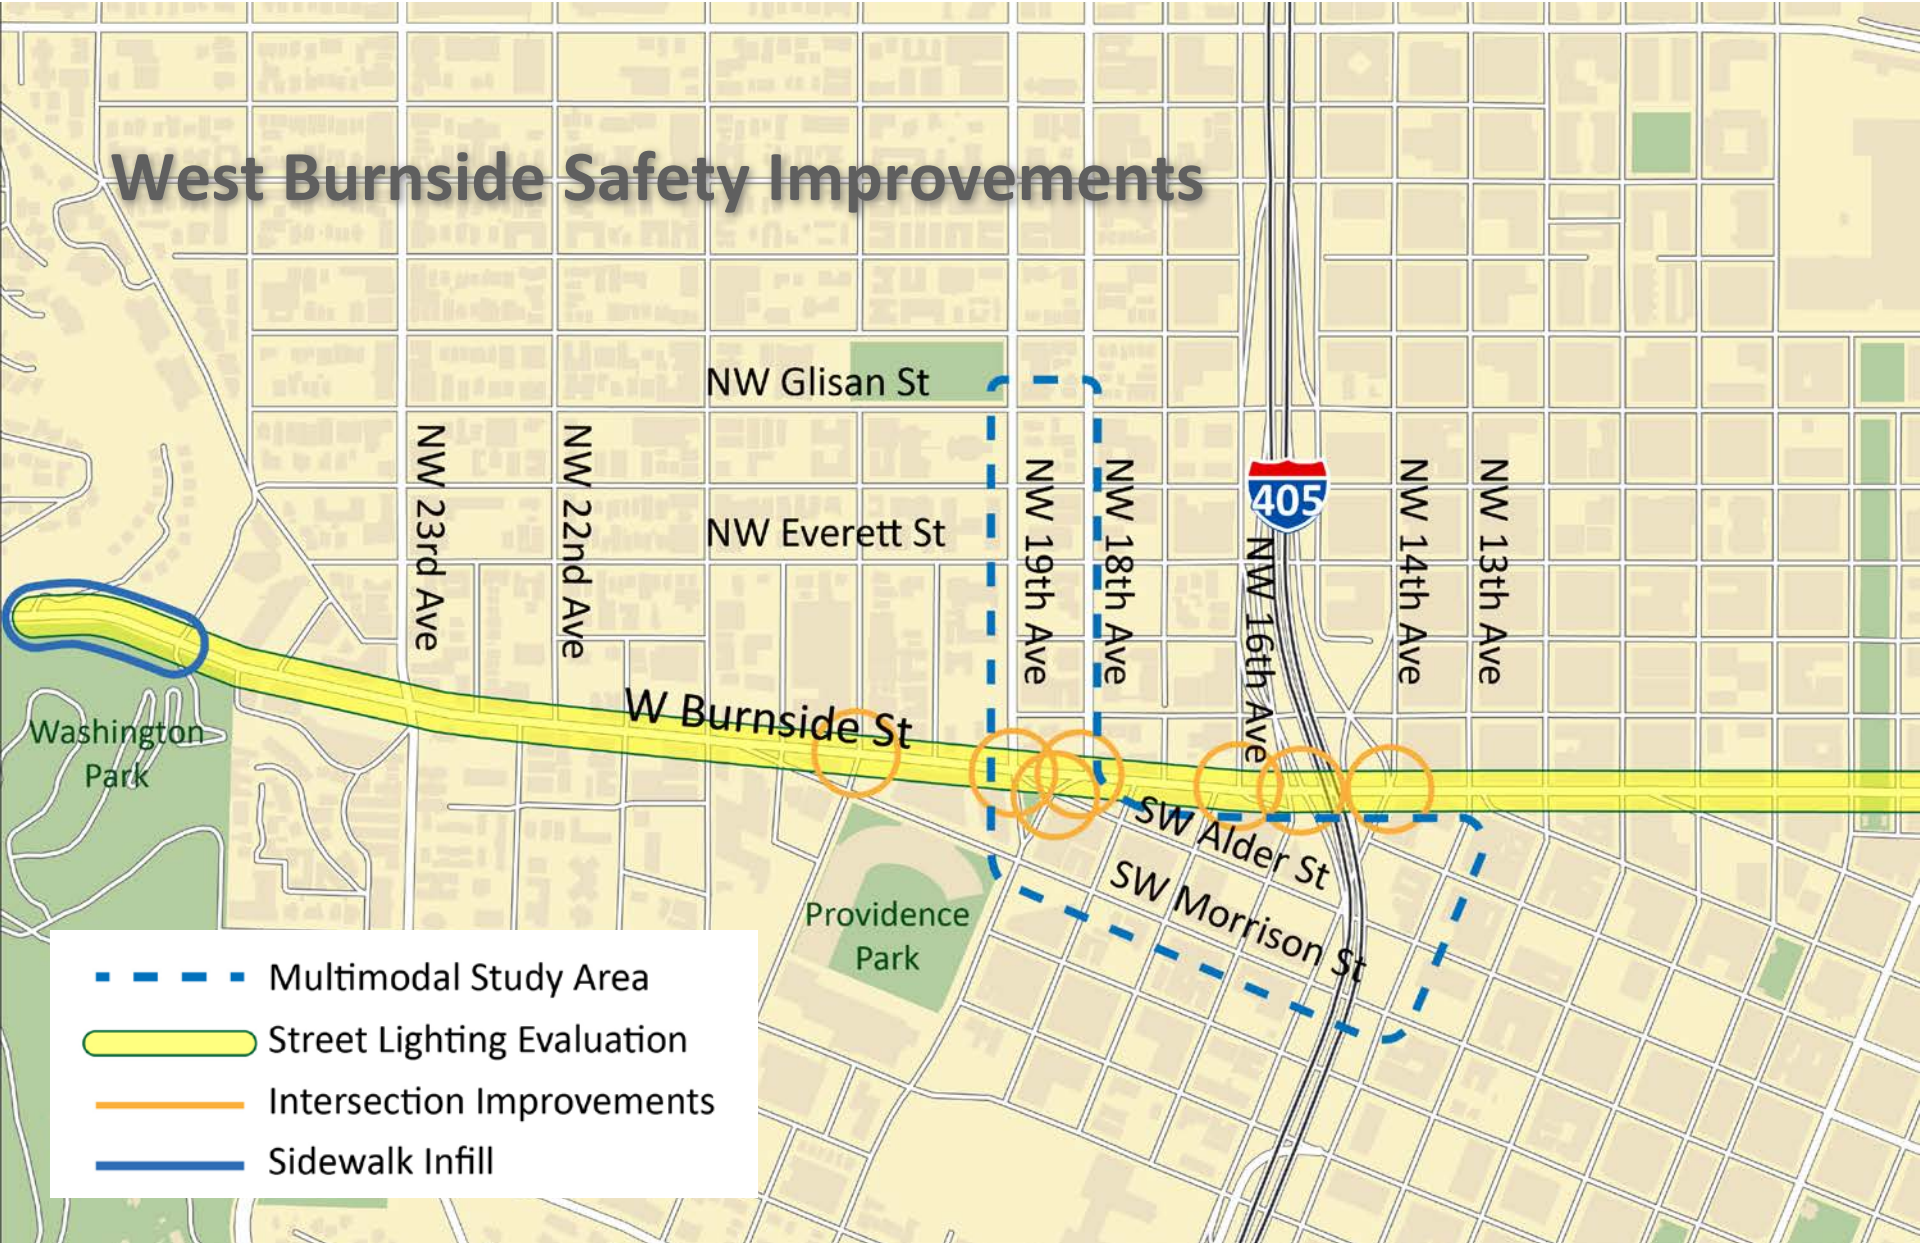 West Burnside Safety Improvements
NW Glisan St
NW 23rd Ave
NW 22nd Ave
NW Everett St
NW 19th Ave
NW 18th Ave
405
NW 16th Ave
NW 14th Ave
NW 13th Ave
W Burnside St
Washington
Park
SW Alder St
SW Morrison St
Providence
Park
Multimodal Study Area
Street Lighting Evaluation
Intersection Improvements
Sidewalk Infill